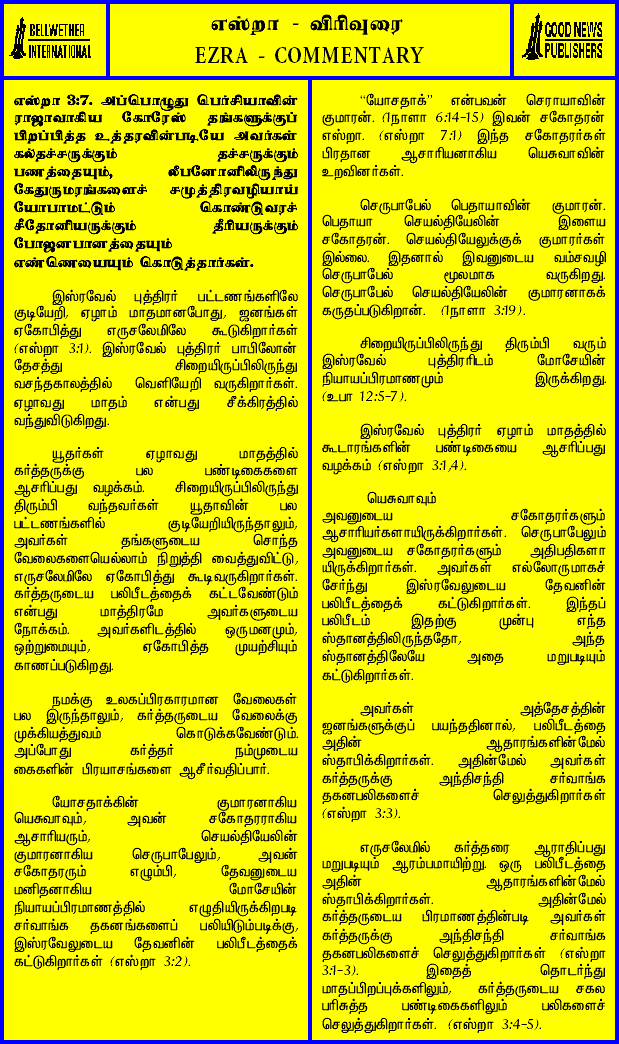 BELLWETHER
INTERNATIONAL
எஸ்றா - விரிவுரை
EZRA - COMMENTARY
GOOD NEWS
PUBLISHERS
எஸ்றா 3:7. அப்பொழுது பெர்சியாவின்
ராஜாவாகிய கோரேஸ் தங்களுக்குப்
பிறப்பித்த உத்தரவின்படியே அவர்கள்
கல்தச்சருக்கும் தச்சருக்கும்
பணத்தையும், லீபனோனிலிருந்து
கேதுருமரங்களைச் சமுத்திரவழியாய்
யோபாமட்டும் கொண்டுவரச்
சீதோனியருக்கும் தீரியருக்கும்
போஜனபானத்தையும்
எண்ணெயையும் கொடுத்தார்கள்.
இஸ்ரவேல் புத்திரர் பட்டணங்களிலே
குடியேறி, ஏழாம் மாதமானபோது, ஜனங்கள்
ஏகோபித்து எருசலேமிலே கூடுகிறார்கள்
(எஸ்றா 3:1). இஸ்ரவேல் புத்திரர் பாபிலோன்
தேசத்து சிறையிருப்பிலிருந்து
வசந்தகாலத்தில் வெளியேறி வருகிறார்கள்.
ஏழாவது மாதம் என்பது சீக்கிரத்தில்
வந்துவிடுகிறது.
யூதர்கள் ஏழாவது மாதத்தில்
கர்த்தருக்கு பல பண்டிகைகளை
ஆசரிப்பது வழக்கம். சிறையிருப்பிலிருந்து
திரும்பி வந்தவர்கள் யூதாவின் பல
பட்டணங்களில் குடியேறியிருந்தாலும்,
அவர்கள் தங்களுடைய சொந்த
வேலைகளையெல்லாம் நிறுத்தி வைத்துவிட்டு,
எருசலேமிலே ஏகோபித்து கூடிவருகிறார்கள்.
கர்த்தருடைய பலிபீடத்தைக் கட்டவேண்டும்
என்பது மாத்திரமே அவர்களுடைய
நோக்கம். அவர்களிடத்தில் ஒருமனமும்,
ஒற்றுமையும், ஏகோபித்த முயற்சியும்
காணப்படுகிறது.
நமக்கு உலகப்பிரகாரமான வேலைகள்
பல இருந்தாலும், கர்த்தருடைய வேலைக்கு
முக்கியத்துவம் கொடுக்கவேண்டும்.
அப்போது கர்த்தர் நம்முடைய
கைகளின் பிரயாசங்களை ஆசீர்வதிப்பார்.
யோசதாக்கின் குமாரனாகிய
யெசுவாவும், அவன் சகோதரராகிய
ஆசாரியரும், செயல்தியேலின்
குமாரனாகிய செருபாபேலும், அவன்
சகோதரரும் எழும்பி, தேவனுடைய
மனிதனாகிய மோசேயின்
நியாயப்பிரமாணத்தில் எழுதியிருக்கிறபடி
சர்வாங்க தகனங்களைப் பலியிடும்படிக்கு,
இஸ்ரவேலுடைய தேவனின் பலிபீடத்தைக்
கட்டுகிறார்கள் (எஸ்றா 3:2).
“யோசதாக்” என்பவன் செராயாவின்
குமாரன். (1நாளா 6:14-15) இவன் சகோதரன்
எஸ்றா. (எஸ்றா 7:1) இந்த சகோதரர்கள்
பிரதான ஆசாரியனாகிய யெசுவாவின்
உறவினர்கள்.
செருபாபேல் பெதாயாவின் குமாரன்.
பெதாயா செயல்தியேலின் இளைய
சகோதரன். செயல்தியேலுக்குக் குமாரர்கள்
இல்லை. இதனால் இவனுடைய வம்சவழி
செருபாபேல் மூலமாக வருகிறது.
செருபாபேல் செயல்தியேலின் குமாரனாகக்
கருதப்படுகிறான். (1நாளா 3:19).
சிறையிருப்பிலிருந்து திரும்பி வரும்
இஸ்ரவேல் புத்திரரிடம் மோசேயின்
நியாயப்பிரமாணமும் இருக்கிறது.
(உபா 12:5-7).
இஸ்ரவேல் புத்திரர் ஏழாம் மாதத்தில்
கூடாரங்களின் பண்டிகையை ஆசரிப்பது
வழக்கம் (எஸ்றா 3:1,4).
யெசுவாவும்
அவனுடைய சகோதரர்களும்
ஆசாரியர்களாயிருக்கிறார்கள். செருபாபேலும்
அவனுடைய சகோதரர்களும் அதிபதிகளா
யிருக்கிறார்கள். அவர்கள் எல்லோருமாகச்
சேர்ந்து இஸ்ரவேலுடைய தேவனின்
பலிபீடத்தைக் கட்டுகிறார்கள். இந்தப்
பலிபீடம் இதற்கு முன்பு எந்த
ஸ்தானத்திலிருந்ததோ, அந்த
ஸ்தானத்திலேயே அதை மறுபடியும்
கட்டுகிறார்கள்.
அவர்கள் அத்தேசத்தின்
ஜனங்களுக்குப் பயந்ததினால், பலிபீடத்தை
அதின் ஆதாரங்களின்மேல்
ஸ்தாபிக்கிறார்கள். அதின்மேல் அவர்கள்
கர்த்தருக்கு அந்திசந்தி சர்வாங்க
தகனபலிகளைச் செலுத்துகிறார்கள்
(எஸ்றா 3:3).
எருசலேமில் கர்த்தரை ஆராதிப்பது
மறுபடியும் ஆரம்பமாயிற்று. ஒரு பலிபீடத்தை
அதின் ஆதாரங்களின்மேல்
ஸ்தாபிக்கிறார்கள். அதின்மேல்
கர்த்தருடைய பிரமாணத்தின்படி அவர்கள்
கர்த்தருக்கு அந்திசந்தி சர்வாங்க
தகனபலிகளைச் செலுத்துகிறார்கள் (எஸ்றா
3:1-3). இதைத் தொடர்ந்து
மாதப்பிறப்புக்களிலும், கர்த்தருடைய சகல
பரிசுத்த பண்டிகைகளிலும் பலிகளைச்
செலுத்துகிறார்கள். (எஸ்றா 3:4-5).